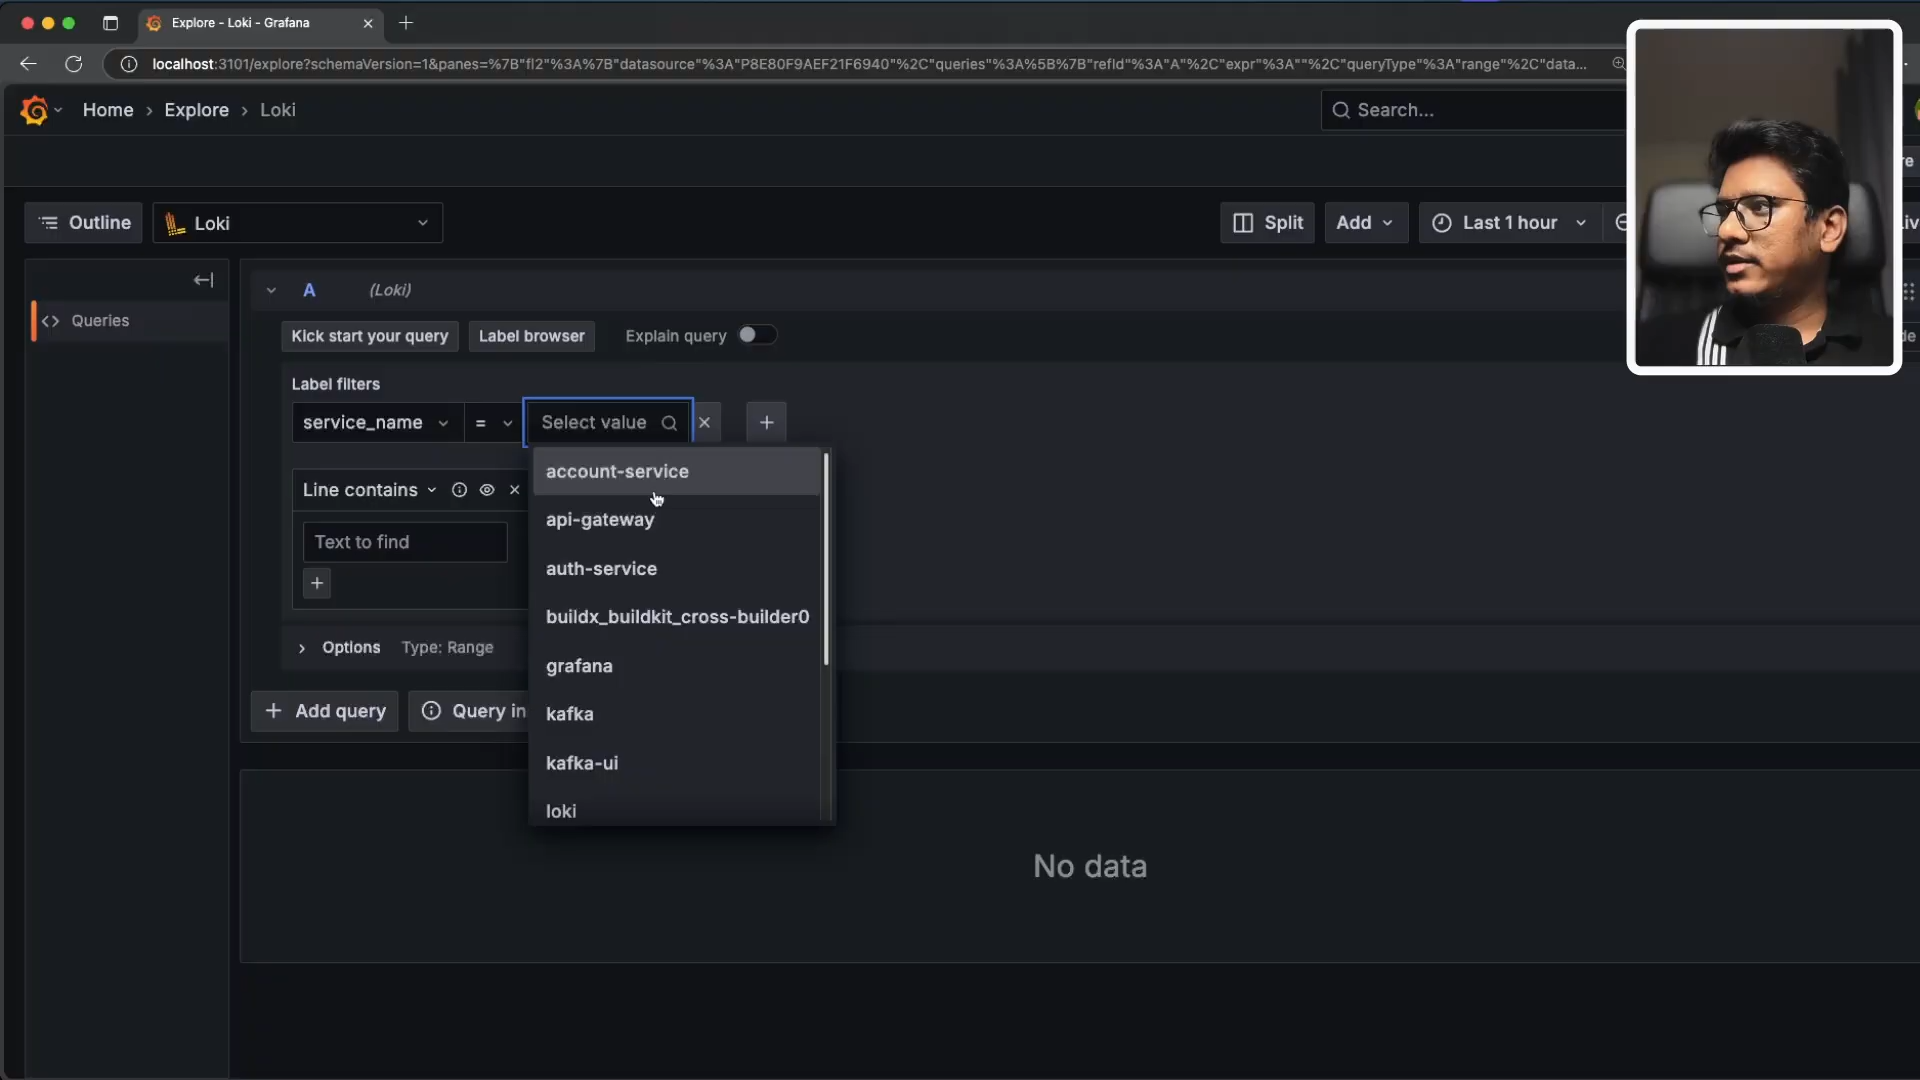 Explore - Loki - Grafana
localhost:3101/explore?schemaVersion=1&panes=%7B"fl2"%3A%7B"datasource"%3A"P8E80F9AEF21F6940"%2C"queries"%3A%5B%7B"refId"%3A"A"%2C"expr"%3A""%2C"queryType"%3A"range"%2C"data...
Home › Explore › Loki
Search...
Outline
Loki
Split
Add
Last 1 hour
Queries
A
(Loki)
Kick start your query
Label browser
Explain query
Label filters
service_name
=
Select value
Line contains
Text to find
account-service
api-gateway
auth-service
buildx_buildkit_cross-builder0
grafana
kafka
kafka-ui
loki
Options
Type: Range
+ Add query
Query in
No data